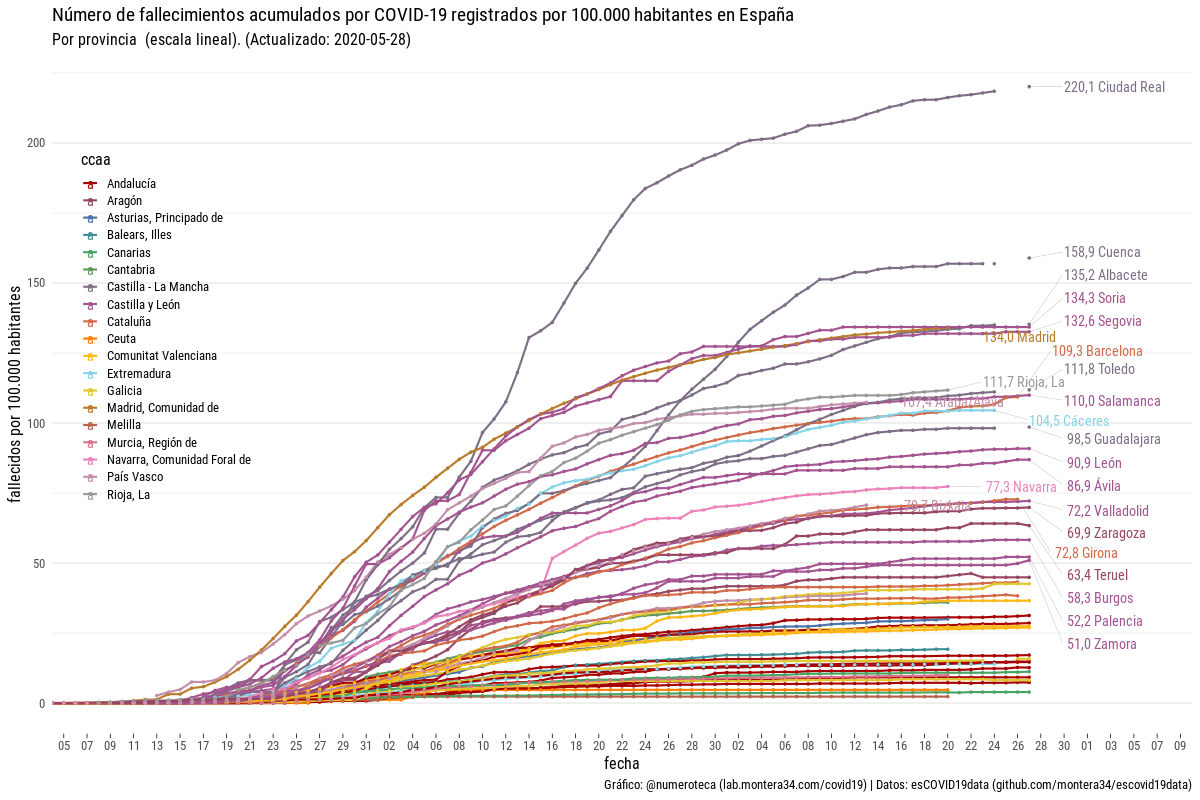 Número de fallecimientos acumulados por COVID-19 registrados por 100.000 habitantes en España
Por provincia (escala lineal). (Actualizado: 2020-05-28)
fallecidos por 100.000 habitantes
200
150
100
50
0
ccaa
Andalucía
Aragón
Asturias, Principado de
Balears, Illes
Canarias
Cantabria
Castilla - La Mancha
Castilla y León
Cataluña
Ceuta
Comunitat Valenciana
Extremadura
Galicia
Madrid, Comunidad de
Melilla
Murcia, Región de
Navarra, Comunidad Foral de
País Vasco
Rioja, La
220,1 Ciudad Real
158,9 Cuenca
135,2 Albacete
134,3 Soria
132,6 Segovia
134,0 Madrid
109,3 Barcelona
111,8 Toledo
111,7 Rioja, La
107,4 Araba/Álava
110,0 Salamanca
104,5 Cáceres
98,5 Guadalajara
90,9 León
86,9 Ávila
77,3 Navarra
70,7 Bizkaia
72,2 Valladolid
69,9 Zaragoza
72,8 Girona
63,4 Teruel
58,3 Burgos
52,2 Palencia
51,0 Zamora
05 07 09 11 13 15 17 19 21 23 25 27 29 31 02 04 06 08 10 12 14 16 18 20 22 24 26 28 30 02 04 06 08 10 12 14 16 18 20 22 24 26 28 30 01 03 05 07 09
fecha
Gráfico: @numeroteca (lab.montera34.com/covid19) | Datos: esCOVID19data (github.com/montera34/escovid19data)